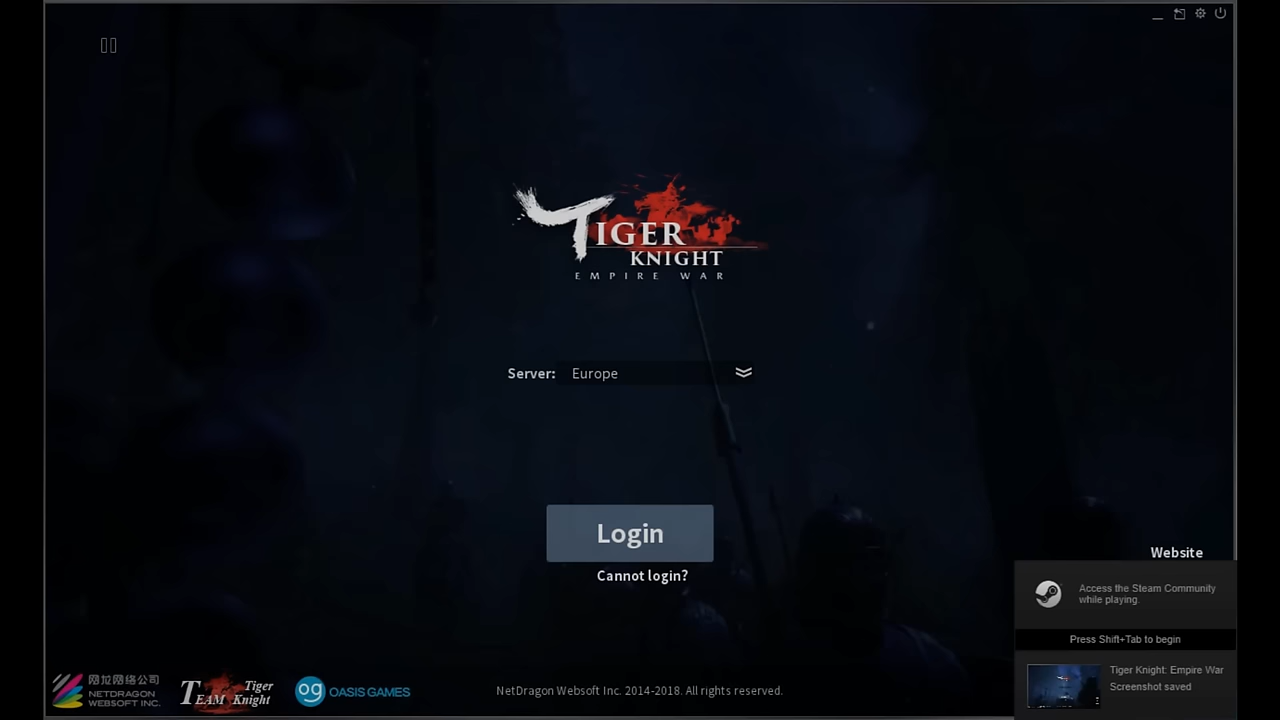 TIGER
KNIGHT
EMPIRE WAR
Server: Europe
Login
Cannot login?
Website
Access the Steam Community
while playing.
Press Shift+Tab to begin
Tiger Knight: Empire War
Screenshot saved
网龙网络公司
NETDRAGON
WEBSOFT INC.
TEAM Tiger Knight
og OASIS GAMES
NetDragon Websoft Inc. 2014-2018. All rights reserved.